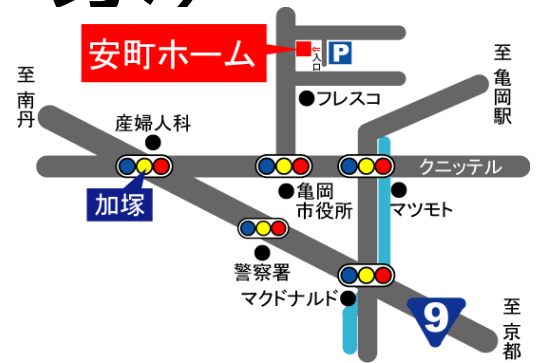 安町ホーム
⇐入口
P
至亀岡駅
至南丹
フレスコ
産婦人科
クニッテル
加塚
亀岡
市役所
マツモト
警察署
マクドナルド
9
至京都